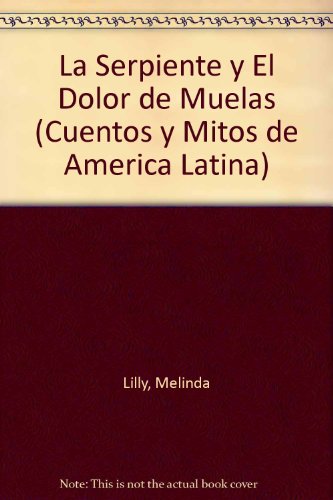 La Serpiente y El
Dolor de Muelas
(Cuentos y Mitos de
America Latina)
Lilly, Melinda
Note: This is not the actual book cover